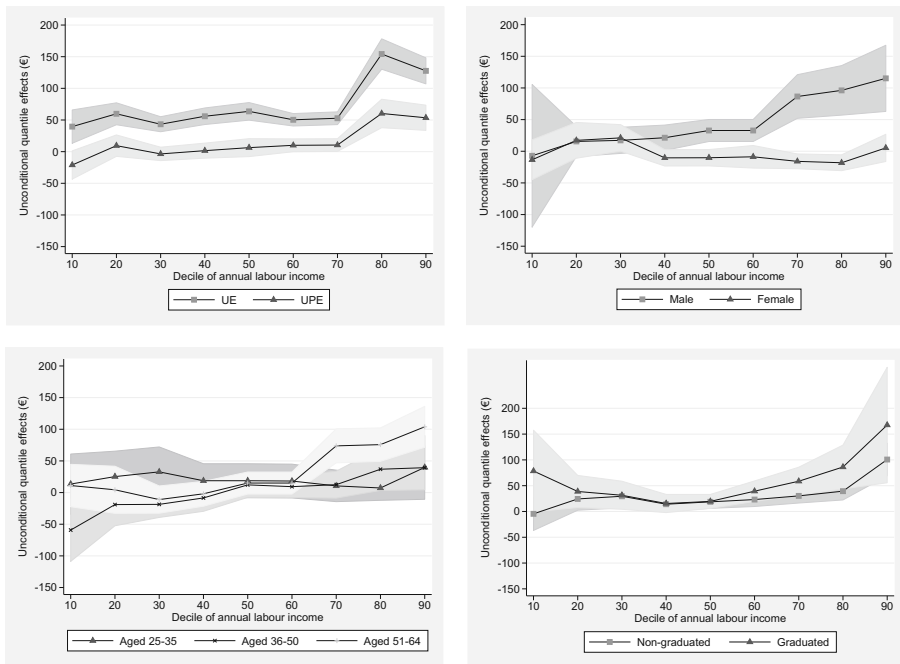 Unconditional quantile effects (€)
200
150
100
50
0
-50
-100
-150
10 20 30 40 50 60 70 80 90
Decile of annual labour income
UE UPE
Unconditional quantile effects (€)
200
150
100
50
0
-50
-100
-150
10 20 30 40 50 60 70 80 90
Decile of annual labour income
Male Female
Unconditional quantile effects (€)
200
150
100
50
0
-50
-100
-150
10 20 30 40 50 60 70 80 90
Decile of annual labour income
Aged 25-35 Aged 36-50 Aged 51-64
Unconditional quantile effects (€)
200
150
100
50
0
-50
-100
-150
10 20 30 40 50 60 70 80 90
Decile of annual labour income
Non-graduated Graduated